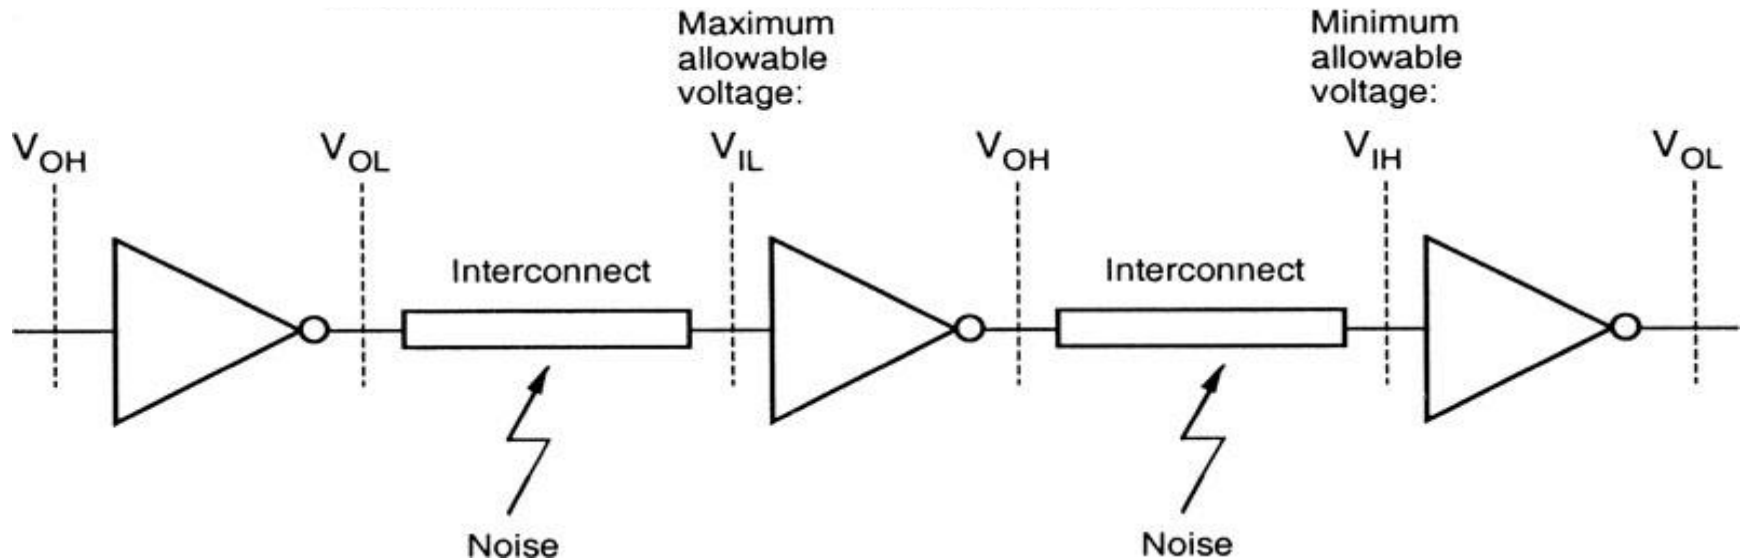 Maximum
allowable
voltage:
Minimum
allowable
voltage:
V_OH
V_OL
V_IL
V_OH
V_IH
V_OL
Interconnect
Interconnect
Noise
Noise